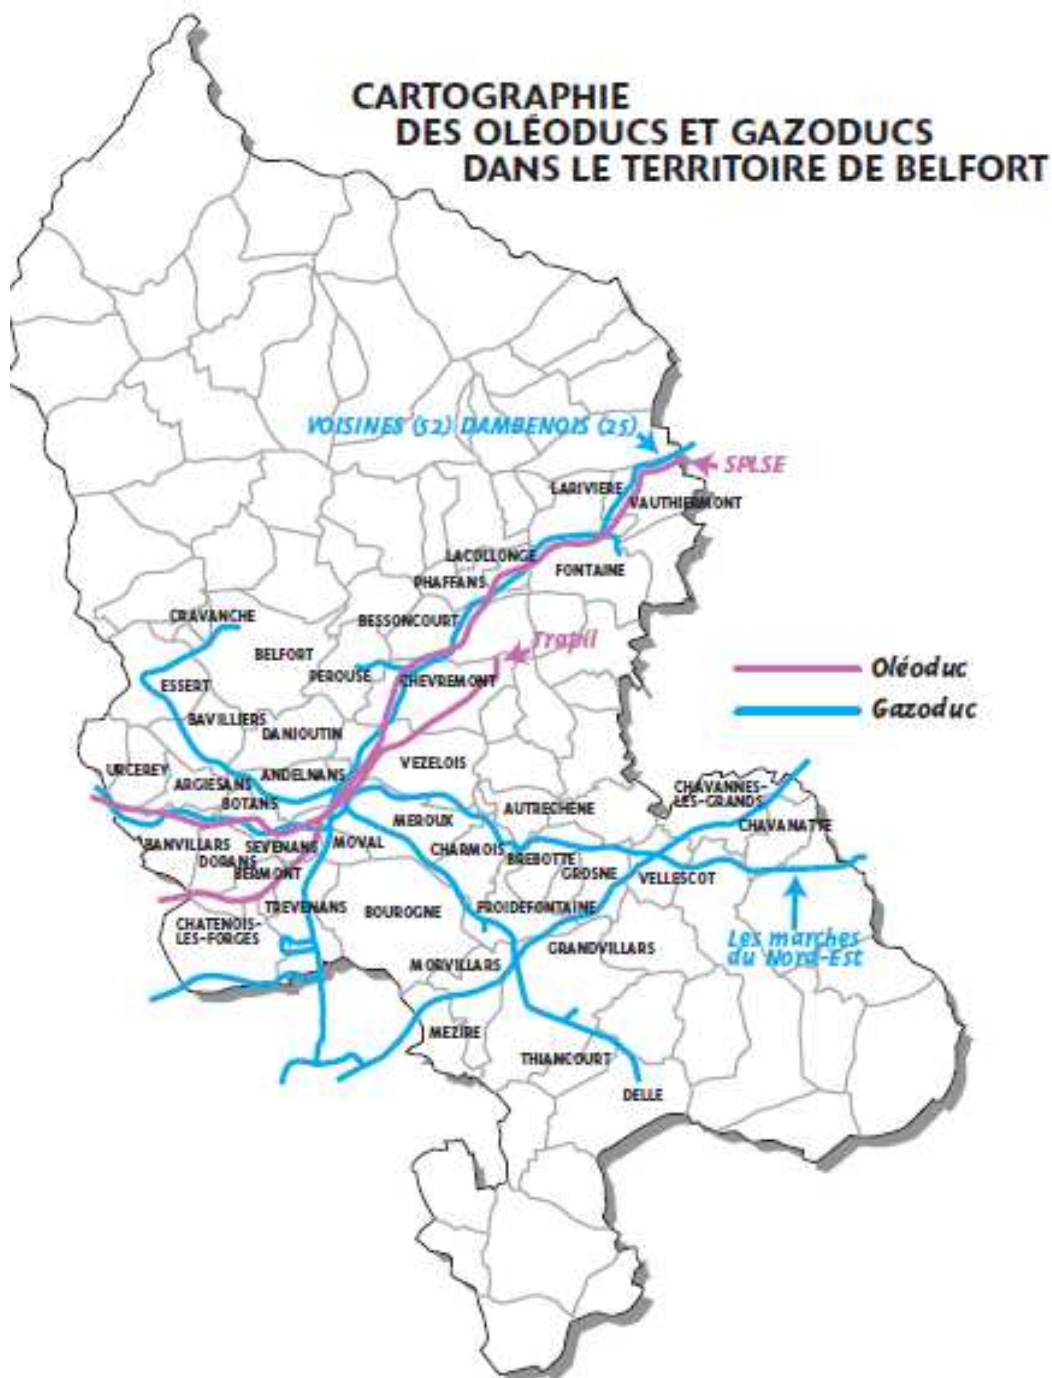 CARTOGRAPHIE
DES OLÉODUCS ET GAZODUCS
DANS LE TERRITOIRE DE BELFORT
VOISINES (52) DAMBENOIS (25)
SPLSE
LARIVIERE
VAUTHIERMONT
LACOLLONGE
FONTAINE
PHAFFANS
CRAVANCHE
BESSONCOURT
Trapil
BELFORT
PEROUSE
CHEVREMONT
Oléoduc
ESSERT
Gazoduc
BAVILLIERS
DANJOUTIN
VEZELOIS
URCEREY
ANDELNANS
ARGIESANS
CHAVANNES-
LES-GRANDS
BOTANS
AUTRECHENE
MEROUX
CHAVANATTE
BANVILLARS
SEVENANS
MOVAL
CHARMOIS
DORANS
BREBOTTE
BERMONT
GROSNE
VELLESCOT
TREVENANS
BOUROGNE
FROIDEFONTAINE
CHATENOIS-
LES-FORGES
Les marches
du Nord-Est
GRANDVILLARS
MORVILLARS
MEZIRE
THIANCOURT
DELLE